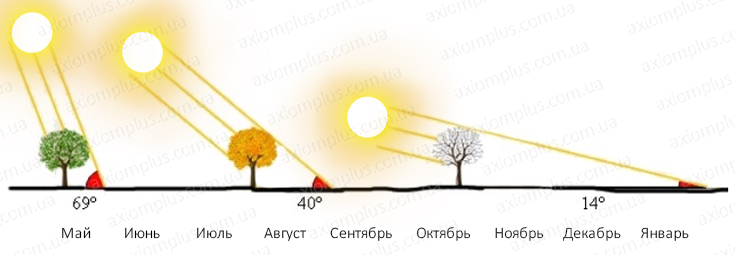 69° 40° 14°
Май Июнь Июль Август Сентябрь Октябрь Ноябрь Декабрь Январь
axiomplus.com.ua